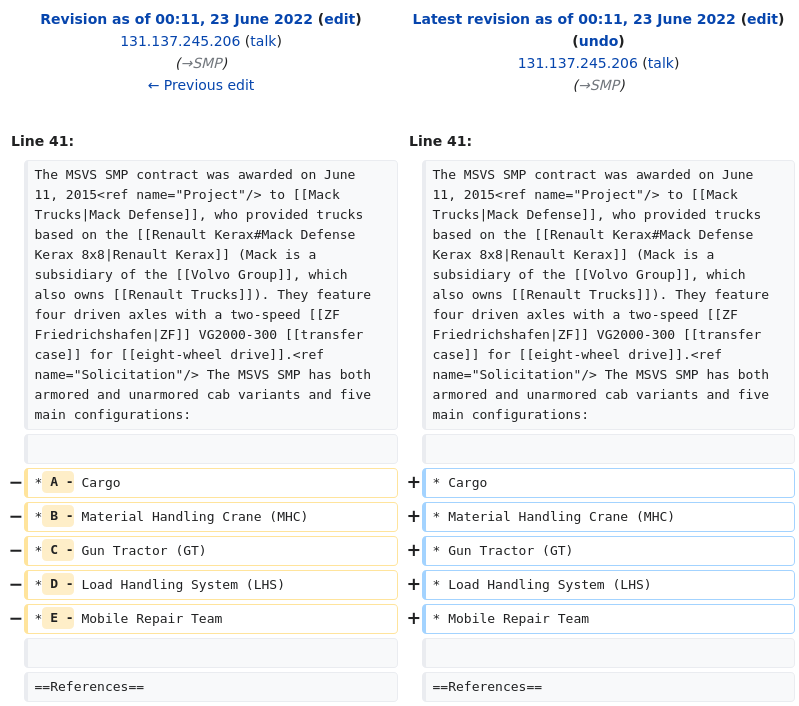 Revision as of 00:11, 23 June 2022 (edit)
131.137.245.206 (talk)
(→SMP)
← Previous edit
Latest revision as of 00:11, 23 June 2022 (edit)
(undo)
131.137.245.206 (talk)
(→SMP)
Line 41:
The MSVS SMP contract was awarded on June
11, 2015<ref name="Project"/> to [[Mack
Trucks|Mack Defense]], who provided trucks
based on the [[Renault Kerax#Mack Defense
Kerax 8x8|Renault Kerax]] (Mack is a
subsidiary of the [[Volvo Group]], which
also owns [[Renault Trucks]]). They feature
four driven axles with a two-speed [[ZF
Friedrichshafen|ZF]] VG2000-300 [[transfer
case]] for [[eight-wheel drive]].<ref
name="Solicitation"/> The MSVS SMP has both
armored and unarmored cab variants and five
main configurations:
− * A - Cargo
− * B - Material Handling Crane (MHC)
− * C - Gun Tractor (GT)
− * D - Load Handling System (LHS)
− * E - Mobile Repair Team
==References==
Line 41:
The MSVS SMP contract was awarded on June
11, 2015<ref name="Project"/> to [[Mack
Trucks|Mack Defense]], who provided trucks
based on the [[Renault Kerax#Mack Defense
Kerax 8x8|Renault Kerax]] (Mack is a
subsidiary of the [[Volvo Group]], which
also owns [[Renault Trucks]]). They feature
four driven axles with a two-speed [[ZF
Friedrichshafen|ZF]] VG2000-300 [[transfer
case]] for [[eight-wheel drive]].<ref
name="Solicitation"/> The MSVS SMP has both
armored and unarmored cab variants and five
main configurations:
+ * Cargo
+ * Material Handling Crane (MHC)
+ * Gun Tractor (GT)
+ * Load Handling System (LHS)
+ * Mobile Repair Team
==References==